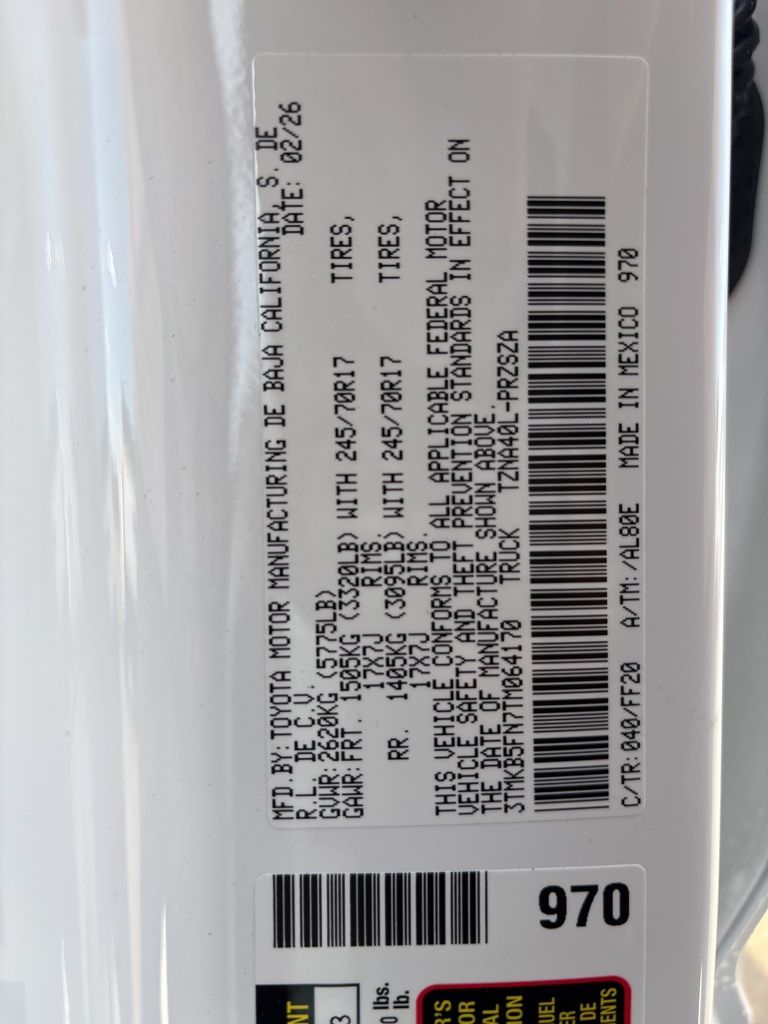 MFD.BY:TOYOTA MOTOR MANUFACTURING DE BAJA CALIFORNIA, S. DE
R.L. DE C.V. DATE: 02/26
GVWR:2620KG (5775LB)
GAWR:FRT. 1505KG (3320LB) WITH 245/70R17 TIRES,
17X7J RIMS.
RR. 1405KG (3095LB) WITH 245/70R17 TIRES,
17X7J RIMS.
THIS VEHICLE CONFORMS TO ALL APPLICABLE FEDERAL MOTOR
VEHICLE SAFETY AND THEFT PREVENTION STANDARDS IN EFFECT ON
THE DATE OF MANUFACTURE SHOWN ABOVE.
3TMKB5FN7TM064170 TRUCK TZNA40L-PRZSZA
C/TR:040/FF20 A/TM:/AL80E MADE IN MEXICO 970
970
lbs.
lb.